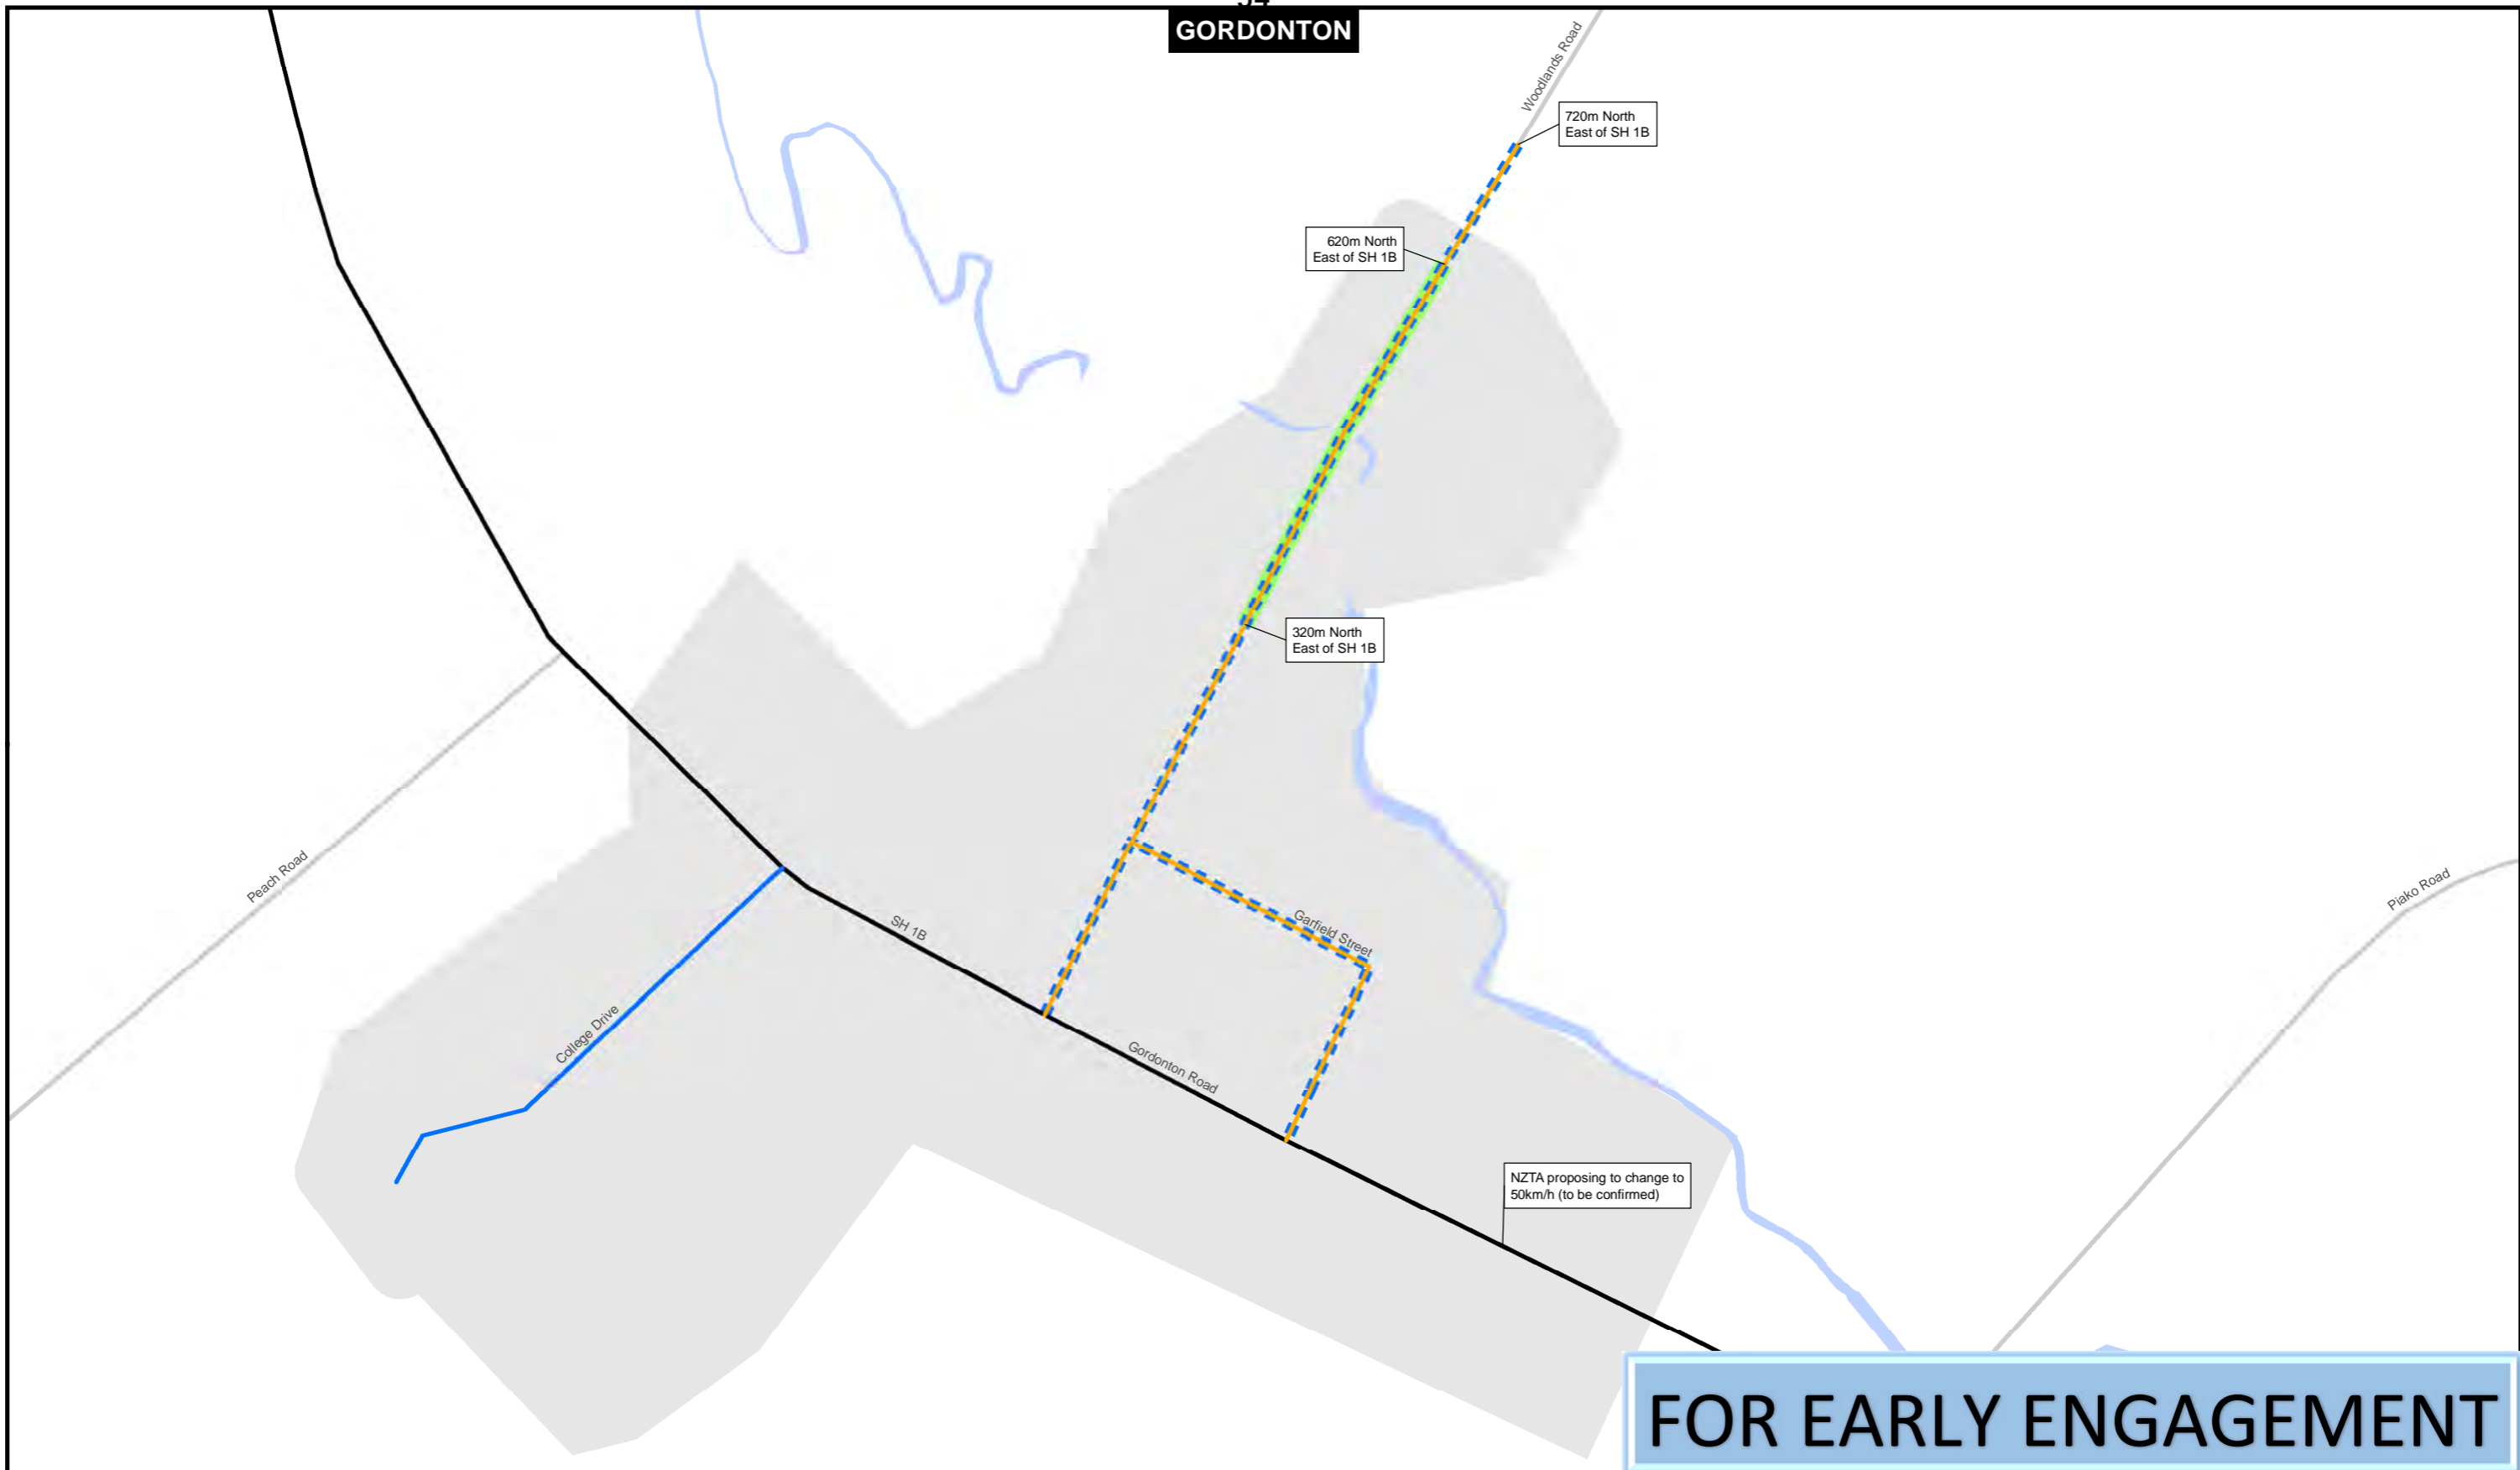 GORDONTON
Woodlands Road
720m North
East of SH 1B
620m North
East of SH 1B
320m North
East of SH 1B
Peach Road
Piako Road
SH 1B
Garfield Street
College Drive
Gordonton Road
NZTA proposing to change to
50km/h (to be confirmed)
FOR EARLY ENGAGEMENT